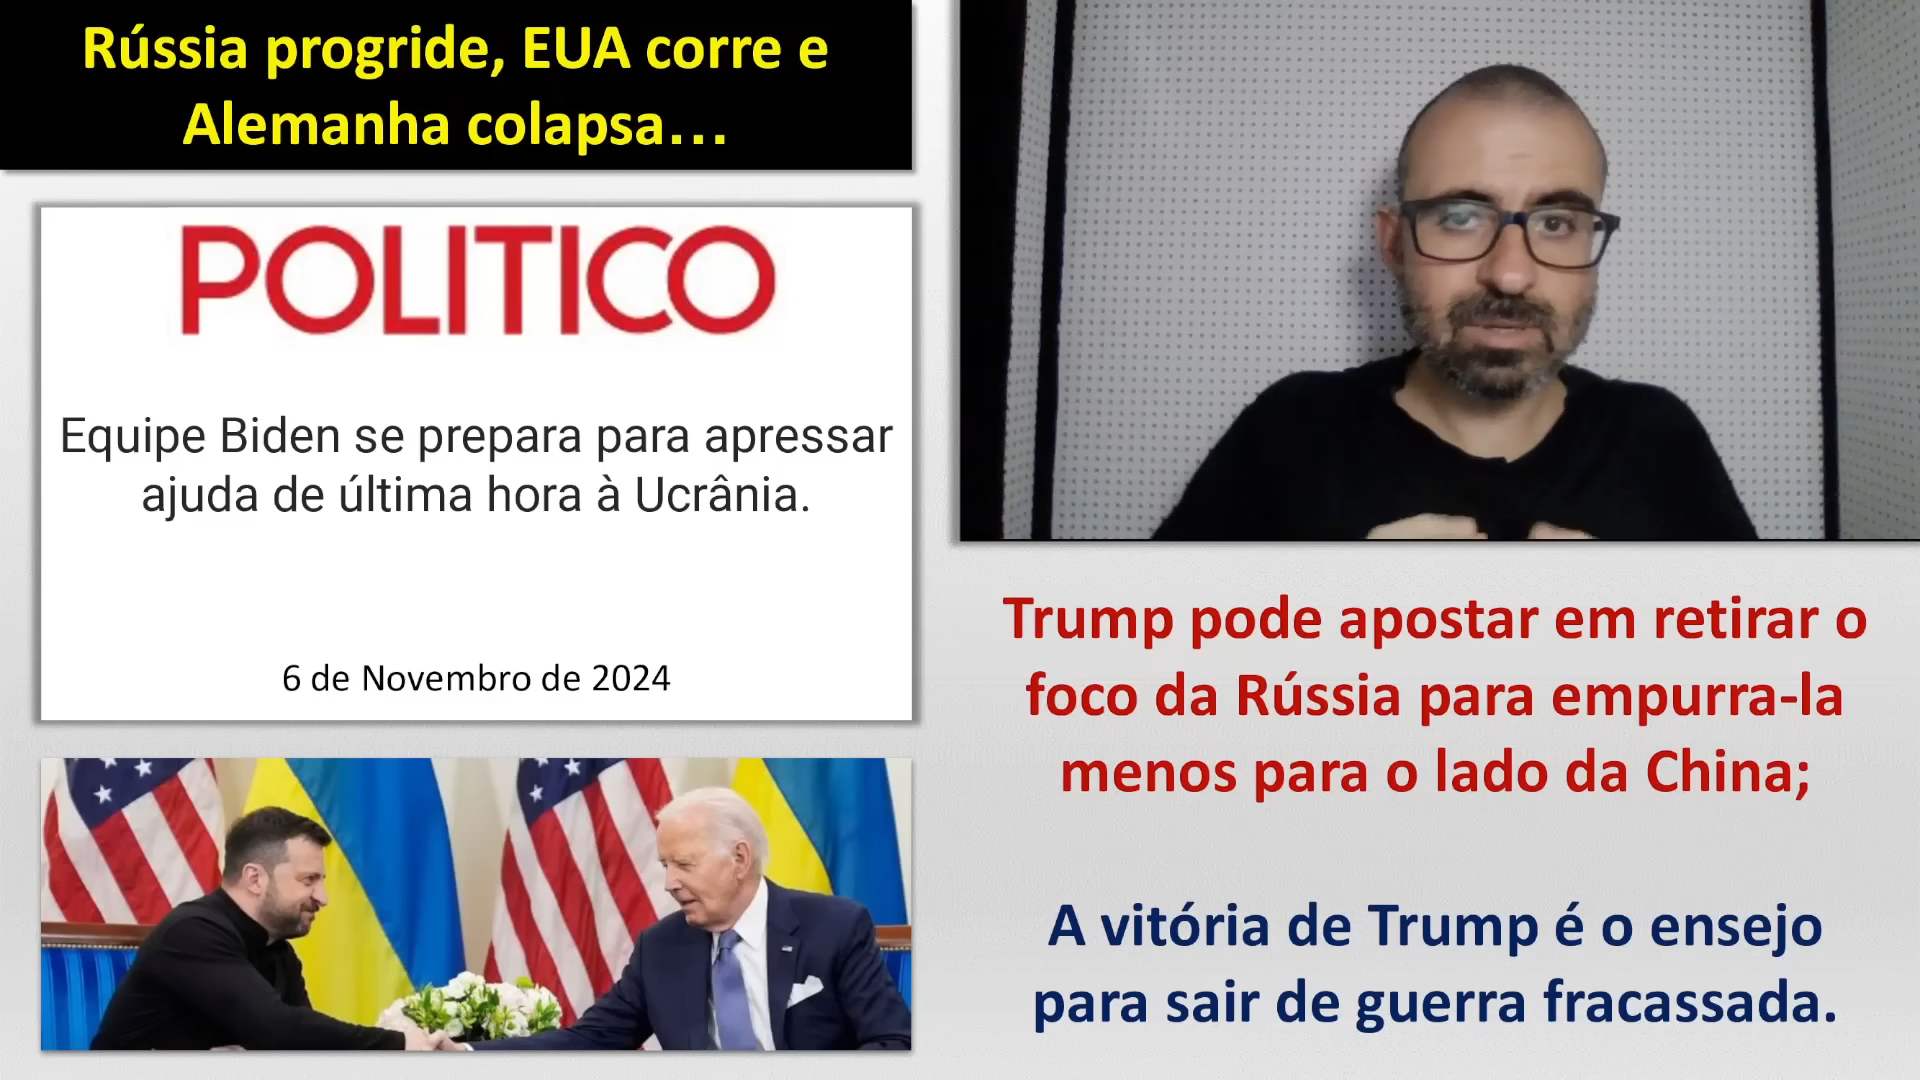 Rússia progride, EUA corre e
Alemanha colapsa...
POLITICO
Equipe Biden se prepara para apressar
ajuda de última hora à Ucrânia.
6 de Novembro de 2024
Trump pode apostar em retirar o
foco da Rússia para empurra-la
menos para o lado da China;
A vitória de Trump é o ensejo
para sair de guerra fracassada.